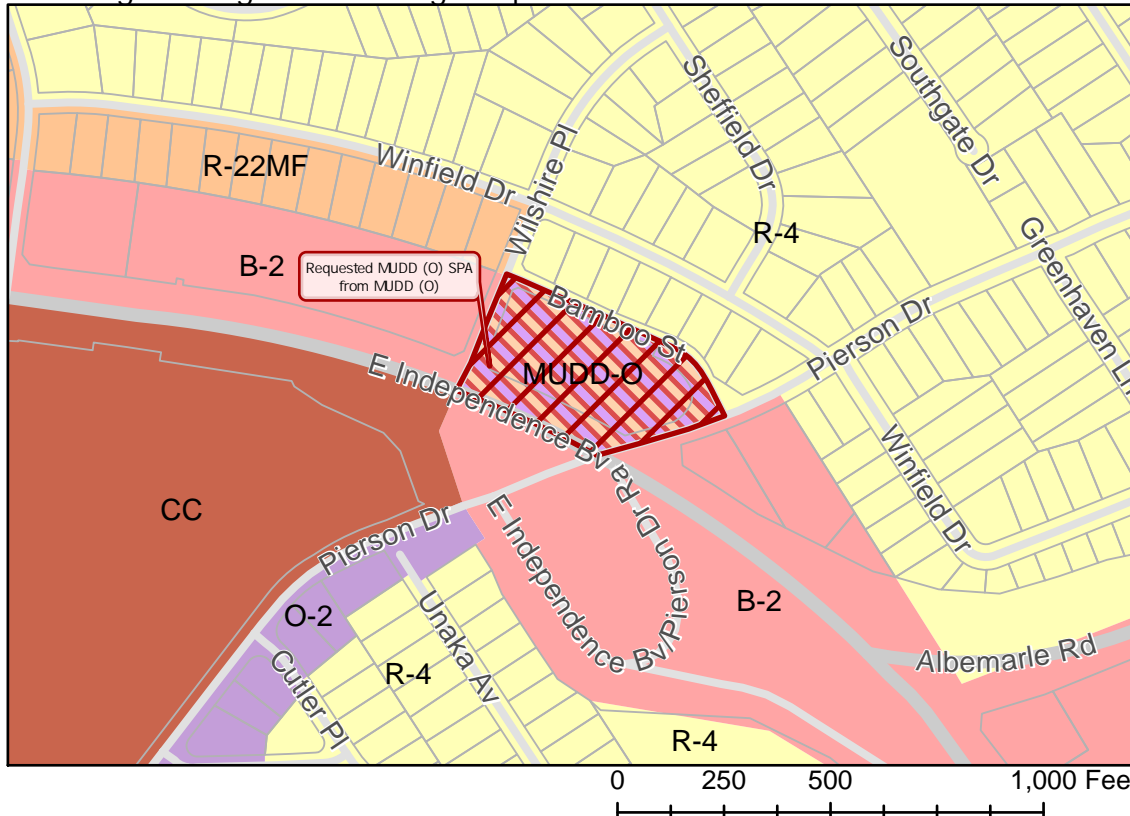 Southgate Dr
Sheffield Dr
Wilshire Pl
Winfield Dr
R-22MF
R-4
Greenhaven Ln
B-2
Requested MUDD (O) SPA
from MUDD (O)
Bamboo St
Pierson Dr
MUDD-O
E Independence Bv
Winfield Dr
CC
E Independence Bv/Pierson Dr Ra
Pierson Dr
B-2
O-2
Unaka Av
Albemarle Rd
Cutler Pl
R-4
R-4
0 250 500 1,000 Fee